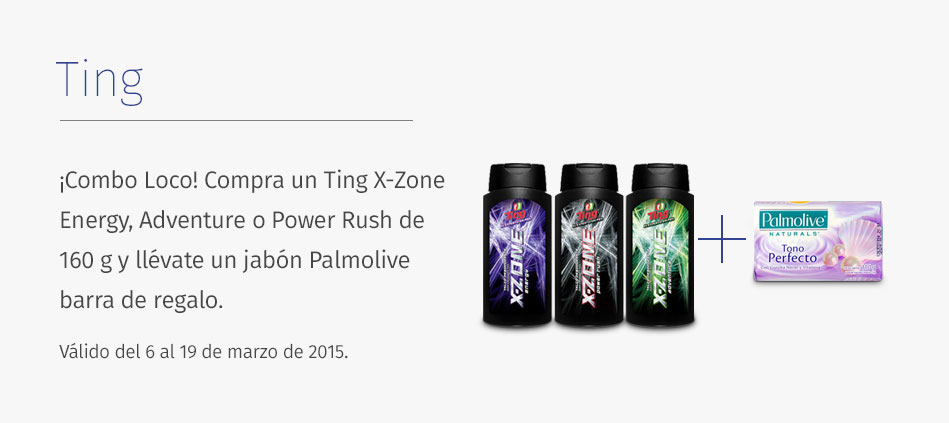 Ting
¡Combo Loco! Compra un Ting X-Zone
Energy, Adventure o Power Rush de
160 g y llévate un jabón Palmolive
barra de regalo.
Válido del 6 al 19 de marzo de 2015.
Ting
X-ZONE
Ting
X-ZONE
Ting
X-ZONE
Palmolive
NATURALS
Tono
Perfecto